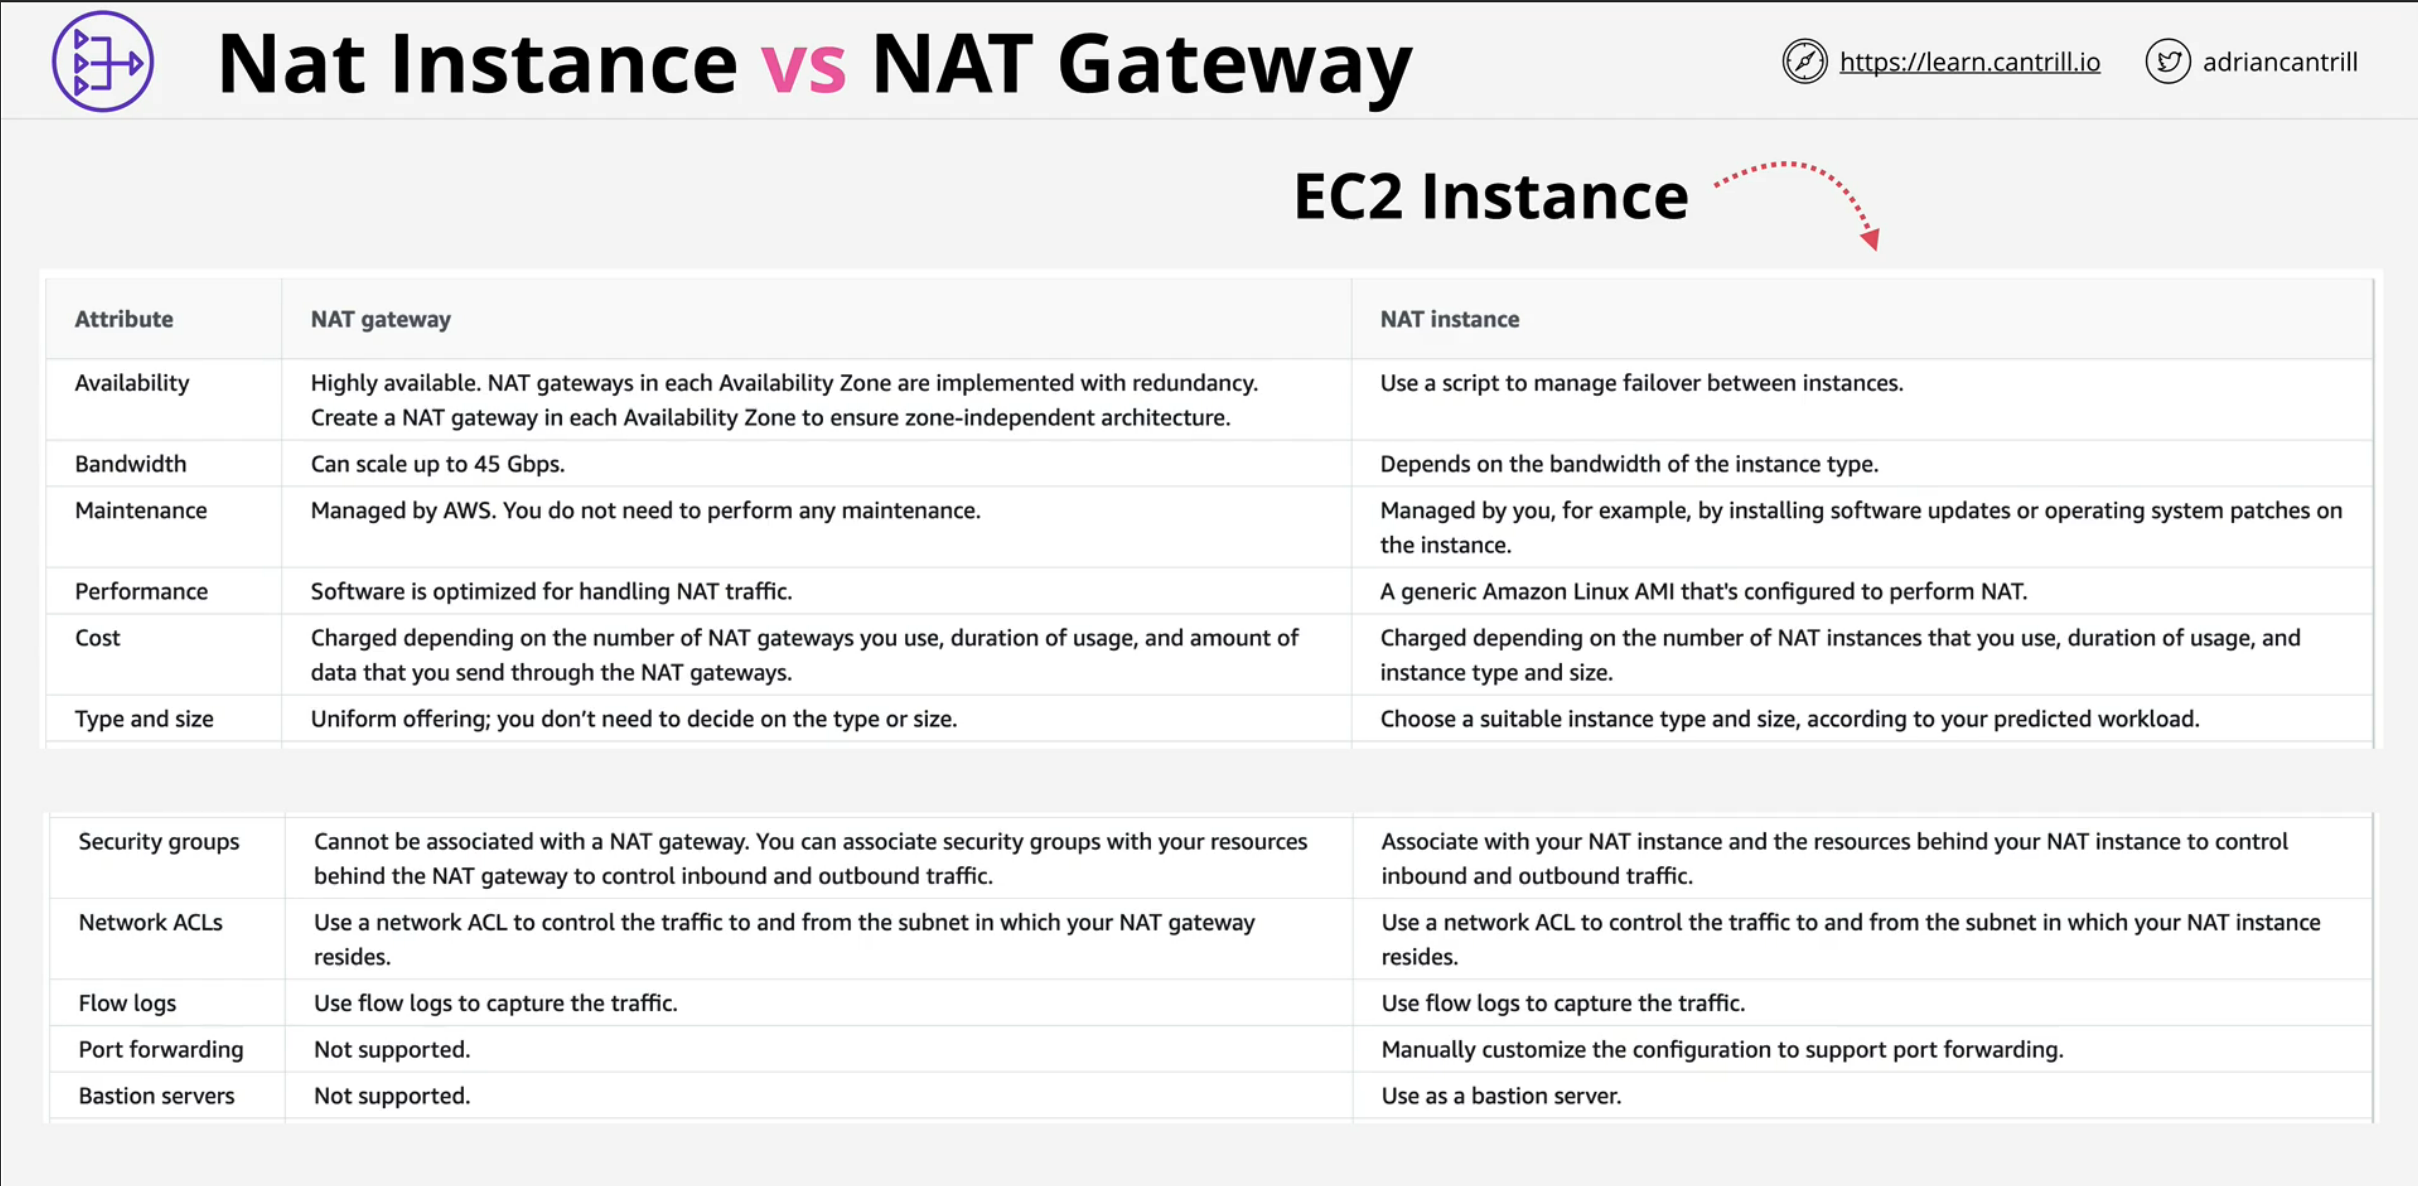 Nat Instance vs NAT Gateway
https://learn.cantrill.io
adriancantrill
EC2 Instance
Attribute
NAT gateway
NAT instance
Availability
Highly available. NAT gateways in each Availability Zone are implemented with redundancy.
Create a NAT gateway in each Availability Zone to ensure zone-independent architecture.
Use a script to manage failover between instances.
Bandwidth
Can scale up to 45 Gbps.
Depends on the bandwidth of the instance type.
Maintenance
Managed by AWS. You do not need to perform any maintenance.
Managed by you, for example, by installing software updates or operating system patches on
the instance.
Performance
Software is optimized for handling NAT traffic.
A generic Amazon Linux AMI that's configured to perform NAT.
Cost
Charged depending on the number of NAT gateways you use, duration of usage, and amount of
data that you send through the NAT gateways.
Charged depending on the number of NAT instances that you use, duration of usage, and
instance type and size.
Type and size
Uniform offering; you don’t need to decide on the type or size.
Choose a suitable instance type and size, according to your predicted workload.
Security groups
Cannot be associated with a NAT gateway. You can associate security groups with your resources
behind the NAT gateway to control inbound and outbound traffic.
Associate with your NAT instance and the resources behind your NAT instance to control
inbound and outbound traffic.
Network ACLs
Use a network ACL to control the traffic to and from the subnet in which your NAT gateway
resides.
Use a network ACL to control the traffic to and from the subnet in which your NAT instance
resides.
Flow logs
Use flow logs to capture the traffic.
Use flow logs to capture the traffic.
Port forwarding
Not supported.
Manually customize the configuration to support port forwarding.
Bastion servers
Not supported.
Use as a bastion server.